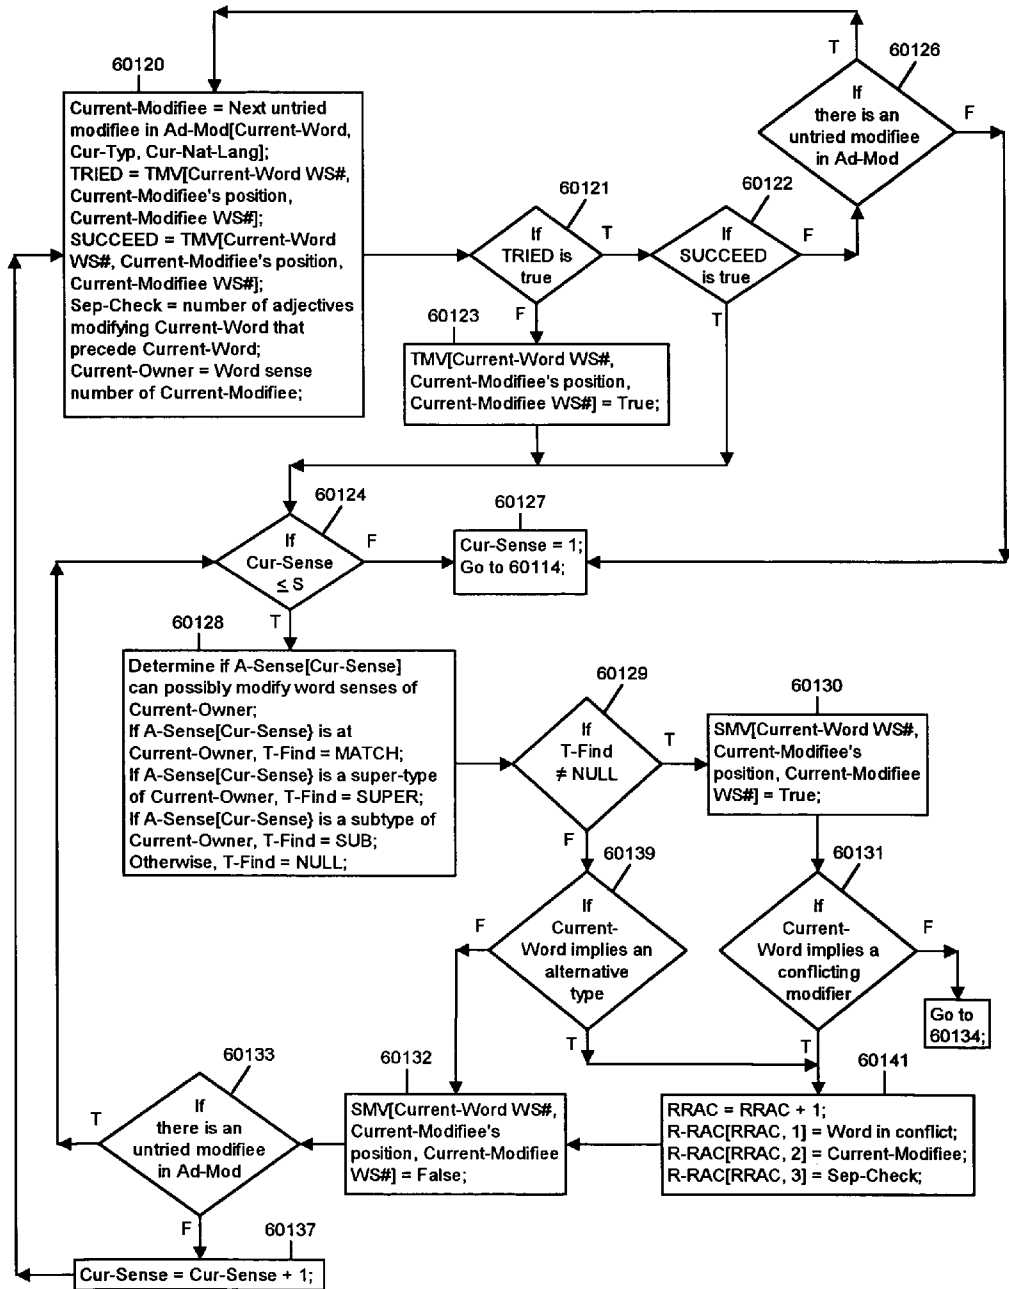 60120
Current-Modifiee = Next untried
modifiee in Ad-Mod[Current-Word,
Cur-Typ, Cur-Nat-Lang];
TRIED = TMV[Current-Word WS#,
Current-Modifiee's position,
Current-Modifiee WS#];
SUCCEED = TMV[Current-Word
WS#, Current-Modifiee's position,
Current-Modifiee WS#];
Sep-Check = number of adjectives
modifying Current-Word that
precede Current-Word;
Current-Owner = Word sense
number of Current-Modifiee;
60121
If
TRIED is
true
T
F
60122
If
SUCCEED
is true
F
T
60126
T
If
there is an
untried modifiee
in Ad-Mod
F
60123
TMV[Current-Word WS#,
Current-Modifiee's position,
Current-Modifiee WS#] = True;
60124
If
Cur-Sense
≤ S
F
T
60127
Cur-Sense = 1;
Go to 60114;
60128
Determine if A-Sense[Cur-Sense]
can possibly modify word senses of
Current-Owner;
If A-Sense[Cur-Sense} is at
Current-Owner, T-Find = MATCH;
If A-Sense[Cur-Sense} is a super-type
of Current-Owner, T-Find = SUPER;
If A-Sense[Cur-Sense} is a subtype of
Current-Owner, T-Find = SUB;
Otherwise, T-Find = NULL;
60129
If
T-Find
≠ NULL
T
F
60130
SMV[Current-Word WS#,
Current-Modifiee's
position, Current-Modifiee
WS#] = True;
60139
If
Current-
Word implies an
alternative
type
F
T
60131
If
Current-
Word implies a
conflicting
modifier
F
T
Go to
60134;
60133
T
If
there is an
untried modifiee
in Ad-Mod
F
60132
SMV[Current-Word WS#,
Current-Modifiee's
position, Current-Modifiee
WS#] = False;
60141
RRAC = RRAC + 1;
R-RAC[RRAC, 1] = Word in conflict;
R-RAC[RRAC, 2] = Current-Modifiee;
R-RAC[RRAC, 3] = Sep-Check;
60137
Cur-Sense = Cur-Sense + 1;